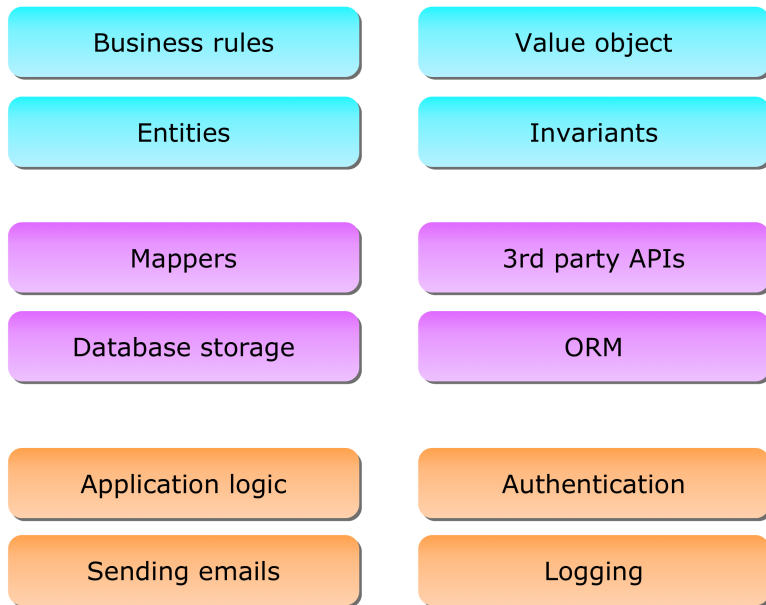 Business rules
Value object
Entities
Invariants
Mappers
3rd party APIs
Database storage
ORM
Application logic
Authentication
Sending emails
Logging